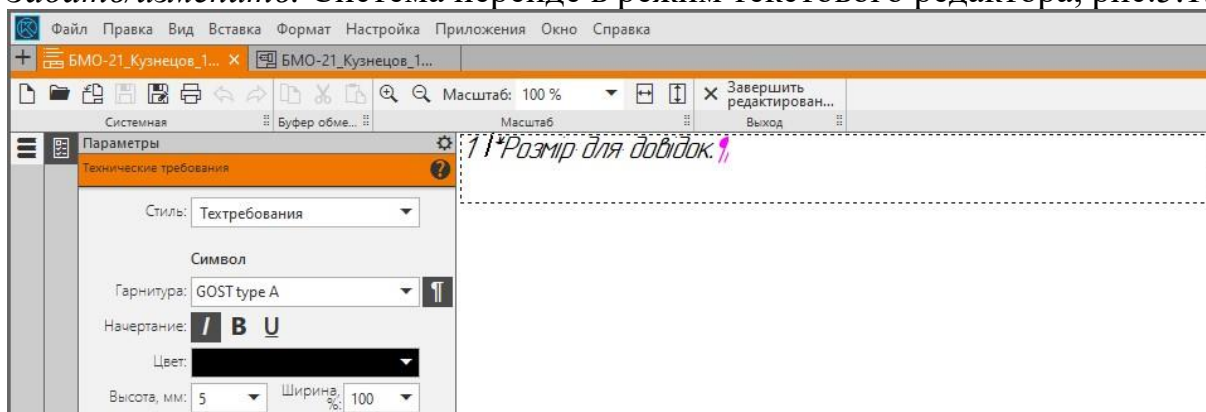 Задать/изменить. Система перейде в режим текстового редактора, рис.5.1
Файл Правка Вид Вставка Формат Настройка Приложения Окно Справка
+ БМО-21_Кузнецов_1... × БМО-21_Кузнецов_1...
Масштаб: 100 % Завершить
редактирован...
Системная Буфер обме... Масштаб Выход
Параметры
Технические требования
1 *Розмір для довідок.¶
Стиль: Техтребования
Символ
Гарнитура: GOST type A ¶
Начертание: I B U
Цвет:
Высота, мм: 5 Ширина, %: 100